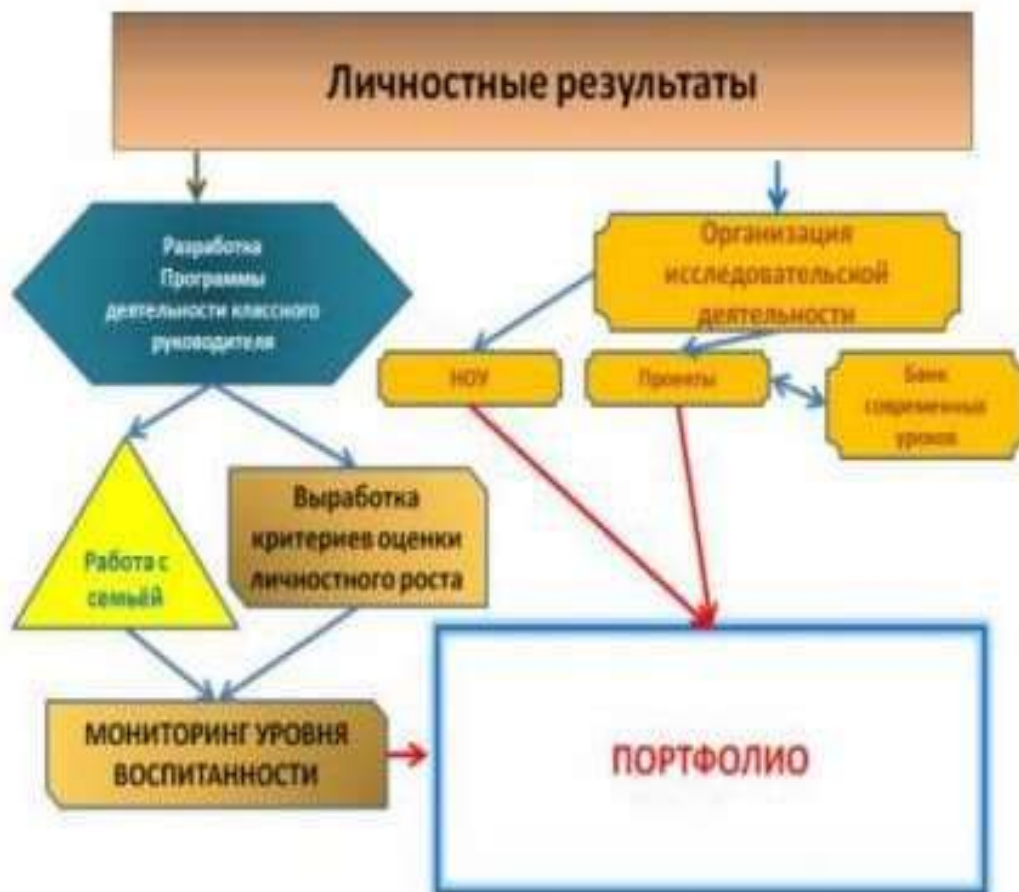 Личностные результаты
Разработка
Программы
деятельности классного
руководителя
Организация
исследовательской
деятельности
НОУ
Проекты
Банк
современных
уроков
Работа с
семьёй
Выработка
критериев оценки
личностного роста
МОНИТОРИНГ УРОВНЯ
ВОСПИТАННОСТИ
ПОРТФОЛИО